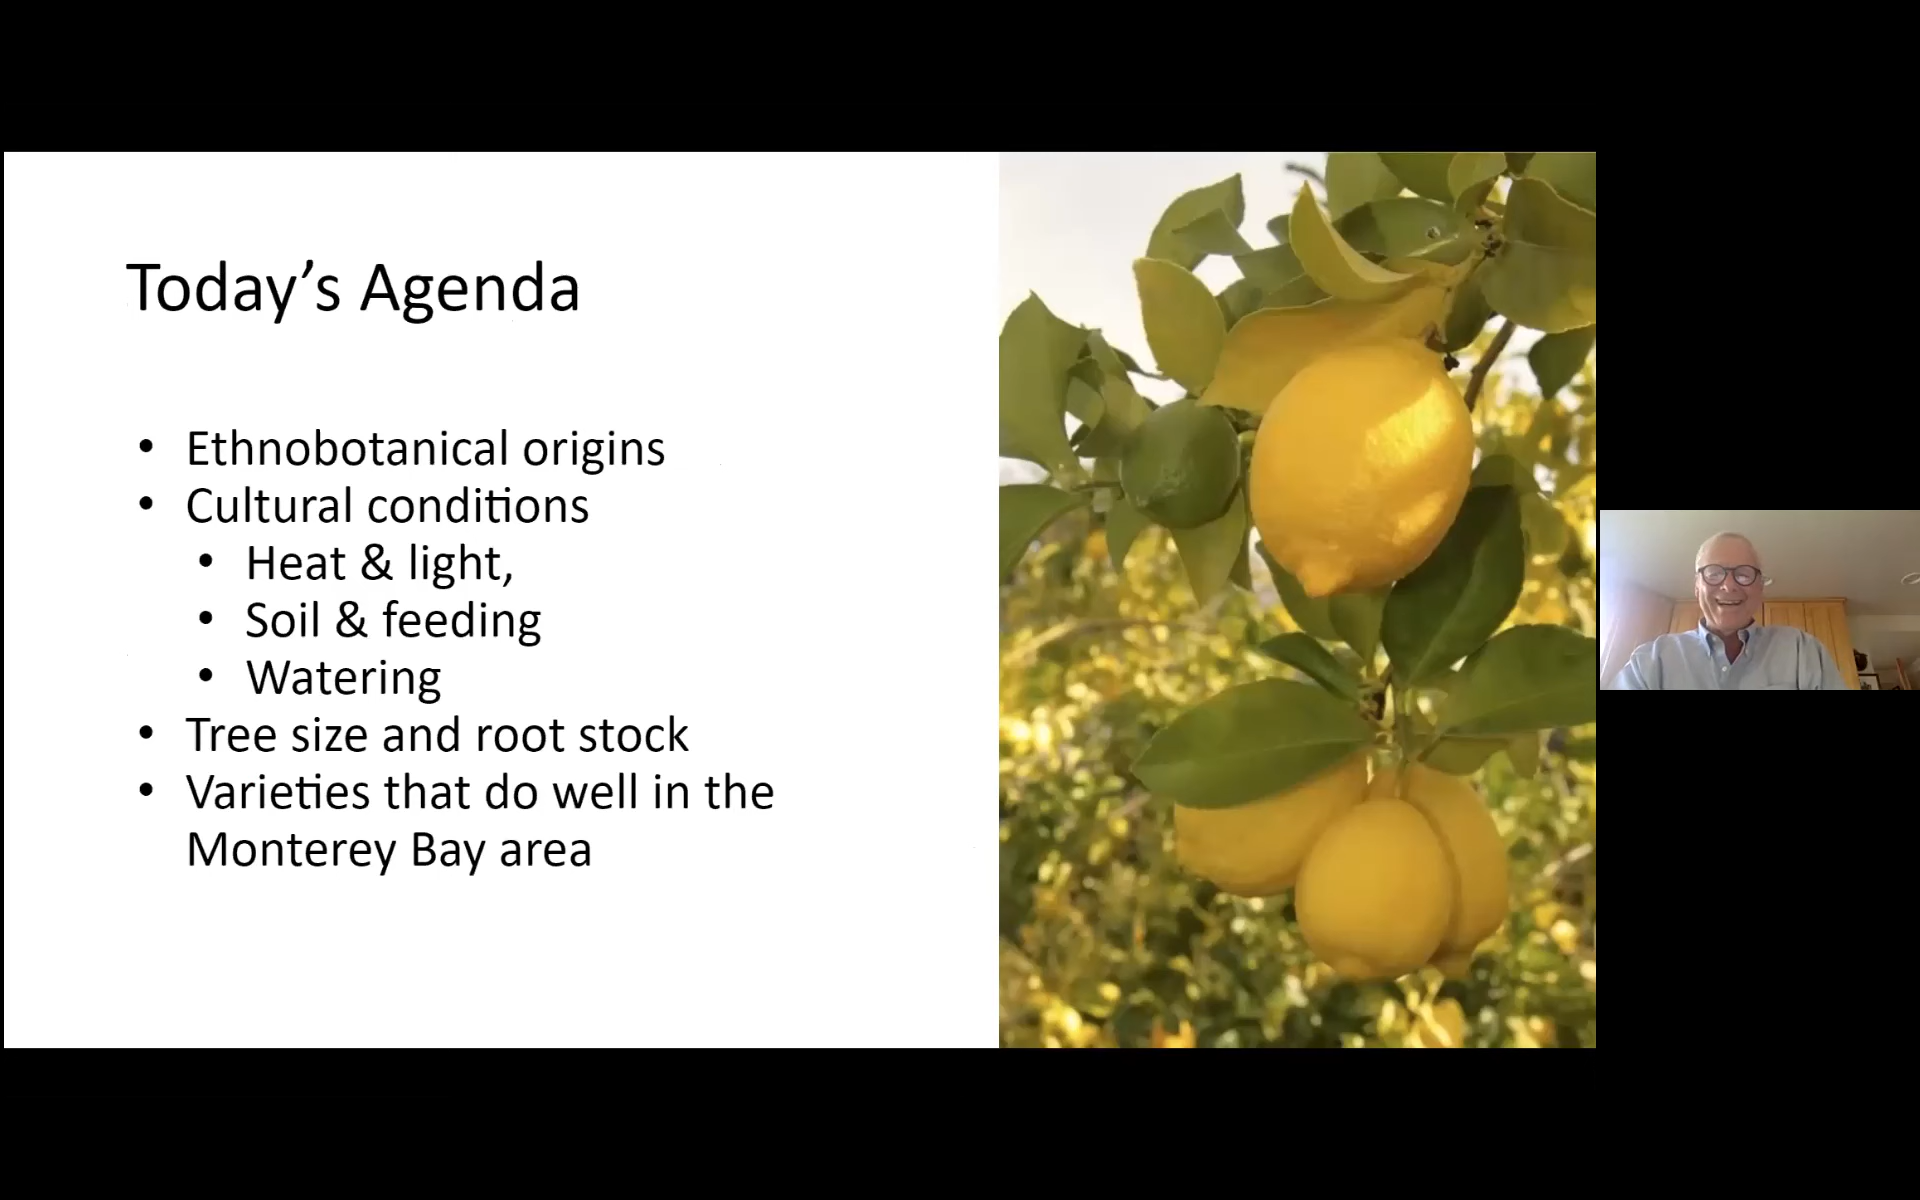 Today’s Agenda
• Ethnobotanical origins
• Cultural conditions
• Heat & light,
• Soil & feeding
• Watering
• Tree size and root stock
• Varieties that do well in the
Monterey Bay area